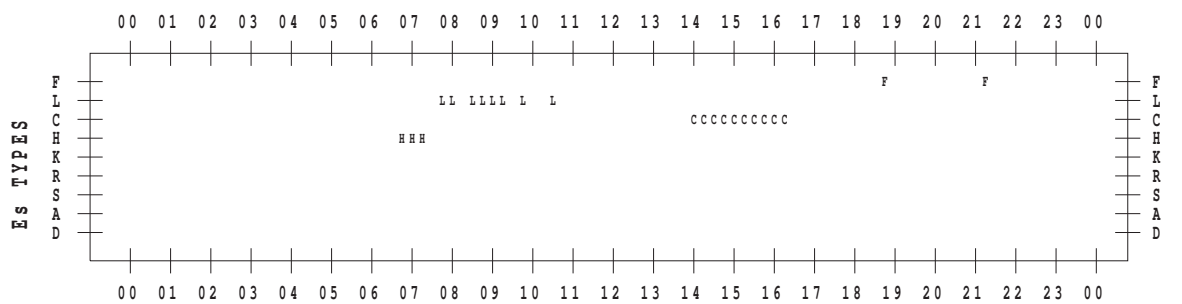 00 01 02 03 04 05 06 07 08 09 10 11 12 13 14 15 16 17 18 19 20 21 22 23 00
F F F F
L LL LLLL L L L
C CCCCCCCCCC C
H HHH H
K K
R R
S S
A A
D D
Es TYPES
00 01 02 03 04 05 06 07 08 09 10 11 12 13 14 15 16 17 18 19 20 21 22 23 00